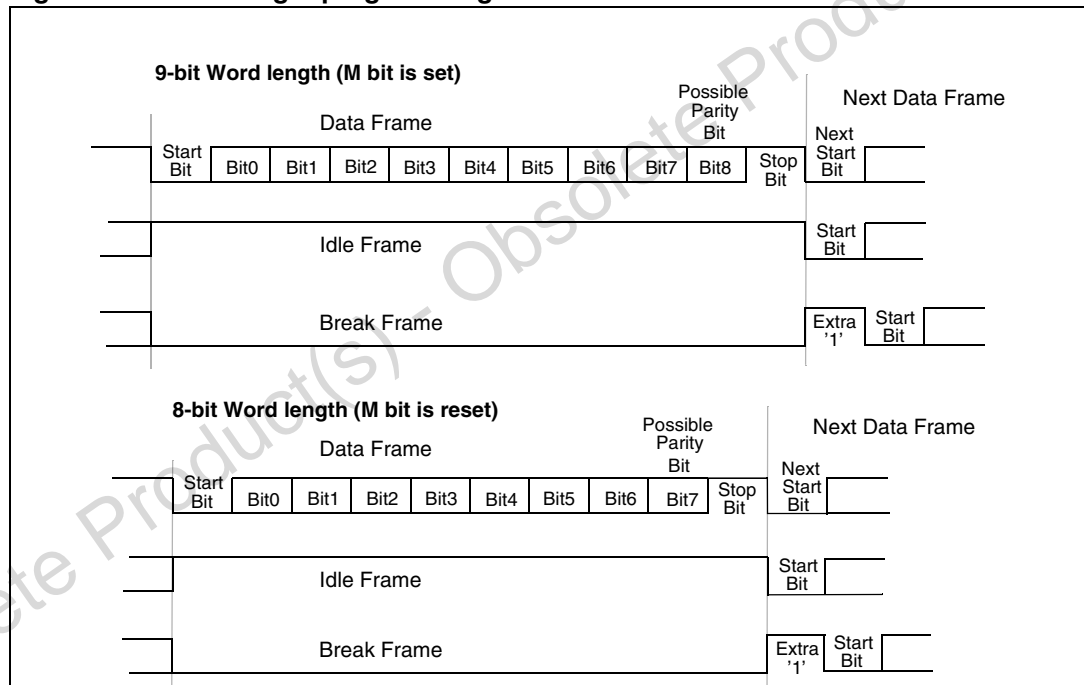 9-bit Word length (M bit is set)
Possible
Parity
Bit
Next Data Frame
Data Frame
Start
Bit
Bit0
Bit1
Bit2
Bit3
Bit4
Bit5
Bit6
Bit7
Bit8
Stop
Bit
Next
Start
Bit
Idle Frame
Start
Bit
Break Frame
Extra
'1'
Start
Bit
8-bit Word length (M bit is reset)
Possible
Parity
Bit
Next Data Frame
Data Frame
Start
Bit
Bit0
Bit1
Bit2
Bit3
Bit4
Bit5
Bit6
Bit7
Stop
Bit
Next
Start
Bit
Idle Frame
Start
Bit
Break Frame
Extra
'1'
Start
Bit
Product(s) - Obsolete